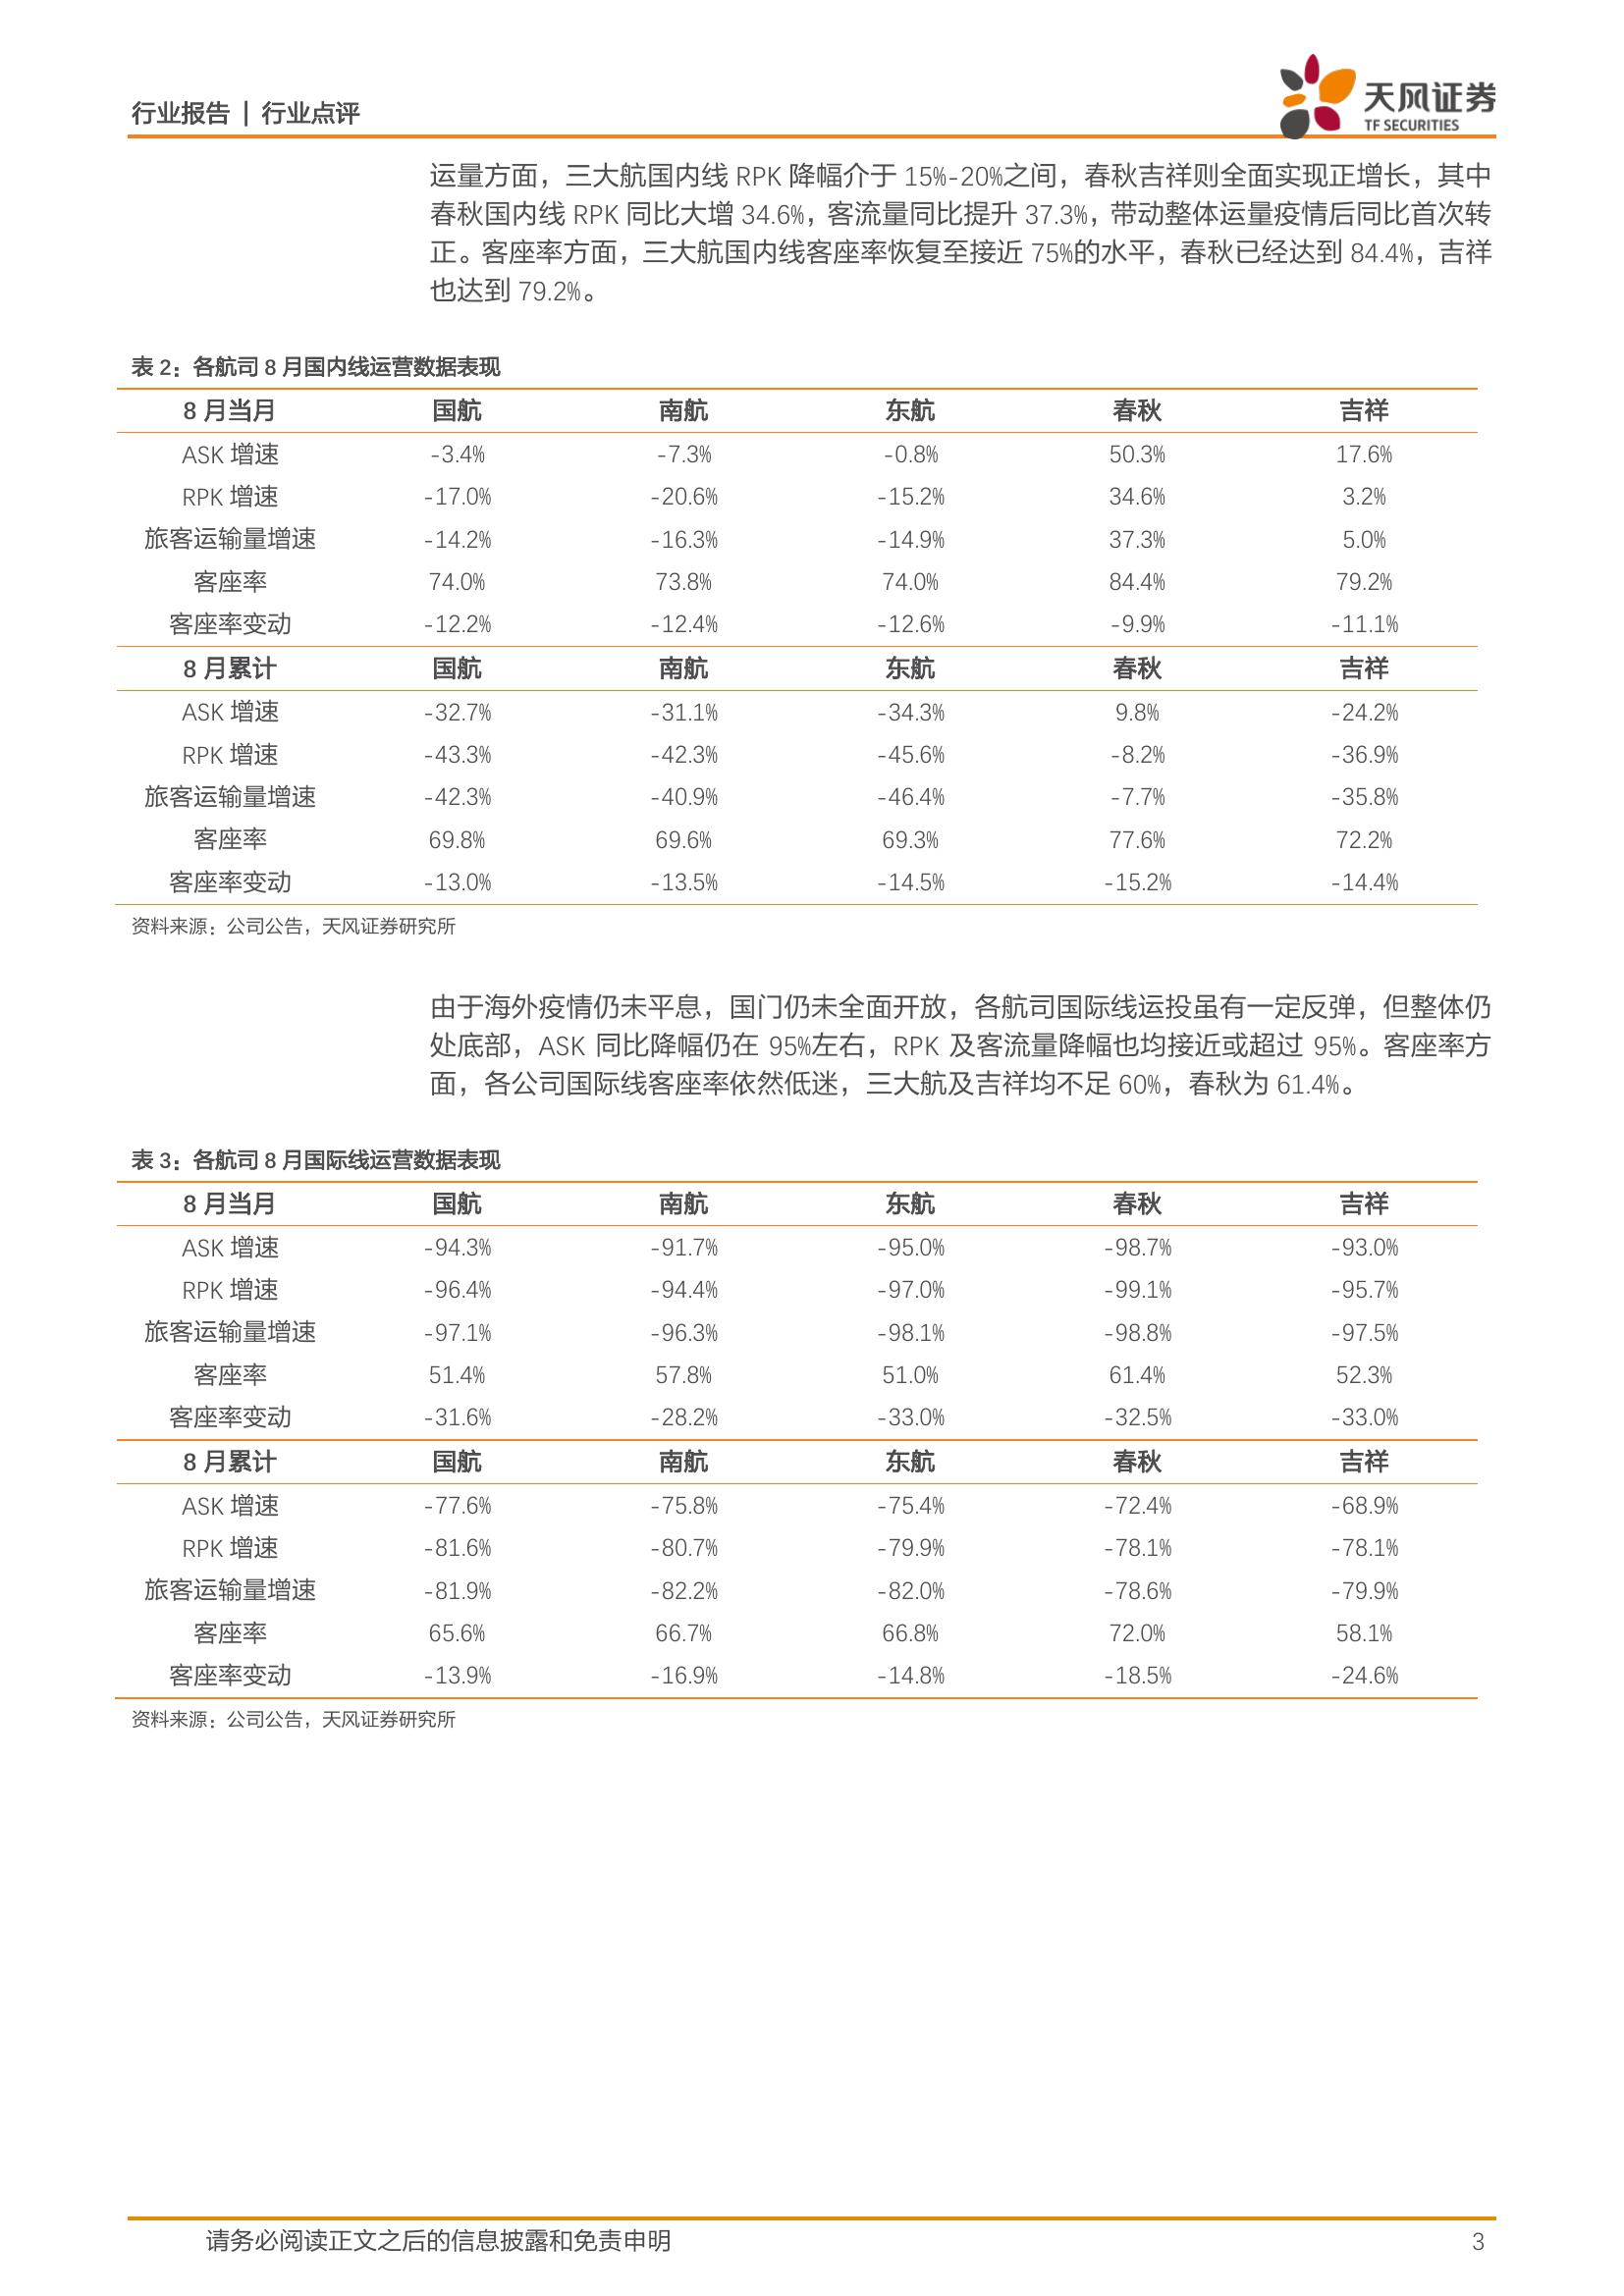 行业报告 | 行业点评
天风证券
TF SECURITIES
运量方面，三大航国内线 RPK 降幅介于 15%-20%之间，春秋吉祥则全面实现正增长，其中
春秋国内线 RPK 同比大增 34.6%，客流量同比提升 37.3%，带动整体运量疫情后同比首次转
正。客座率方面，三大航国内线客座率恢复至接近 75%的水平，春秋已经达到 84.4%，吉祥
也达到 79.2%。
表 2：各航司 8 月国内线运营数据表现
8 月当月 国航 南航 东航 春秋 吉祥
ASK 增速 -3.4% -7.3% -0.8% 50.3% 17.6%
RPK 增速 -17.0% -20.6% -15.2% 34.6% 3.2%
旅客运输量增速 -14.2% -16.3% -14.9% 37.3% 5.0%
客座率 74.0% 73.8% 74.0% 84.4% 79.2%
客座率变动 -12.2% -12.4% -12.6% -9.9% -11.1%
8 月累计 国航 南航 东航 春秋 吉祥
ASK 增速 -32.7% -31.1% -34.3% 9.8% -24.2%
RPK 增速 -43.3% -42.3% -45.6% -8.2% -36.9%
旅客运输量增速 -42.3% -40.9% -46.4% -7.7% -35.8%
客座率 69.8% 69.6% 69.3% 77.6% 72.2%
客座率变动 -13.0% -13.5% -14.5% -15.2% -14.4%
资料来源：公司公告，天风证券研究所
由于海外疫情仍未平息，国门仍未全面开放，各航司国际线运投虽有一定反弹，但整体仍
处底部，ASK 同比降幅仍在 95%左右，RPK 及客流量降幅也均接近或超过 95%。客座率方
面，各公司国际线客座率依然低迷，三大航及吉祥均不足 60%，春秋为 61.4%。
表 3：各航司 8 月国际线运营数据表现
8 月当月 国航 南航 东航 春秋 吉祥
ASK 增速 -94.3% -91.7% -95.0% -98.7% -93.0%
RPK 增速 -96.4% -94.4% -97.0% -99.1% -95.7%
旅客运输量增速 -97.1% -96.3% -98.1% -98.8% -97.5%
客座率 51.4% 57.8% 51.0% 61.4% 52.3%
客座率变动 -31.6% -28.2% -33.0% -32.5% -33.0%
8 月累计 国航 南航 东航 春秋 吉祥
ASK 增速 -77.6% -75.8% -75.4% -72.4% -68.9%
RPK 增速 -81.6% -80.7% -79.9% -78.1% -78.1%
旅客运输量增速 -81.9% -82.2% -82.0% -78.6% -79.9%
客座率 65.6% 66.7% 66.8% 72.0% 58.1%
客座率变动 -13.9% -16.9% -14.8% -18.5% -24.6%
资料来源：公司公告，天风证券研究所
请务必阅读正文之后的信息披露和免责申明 3